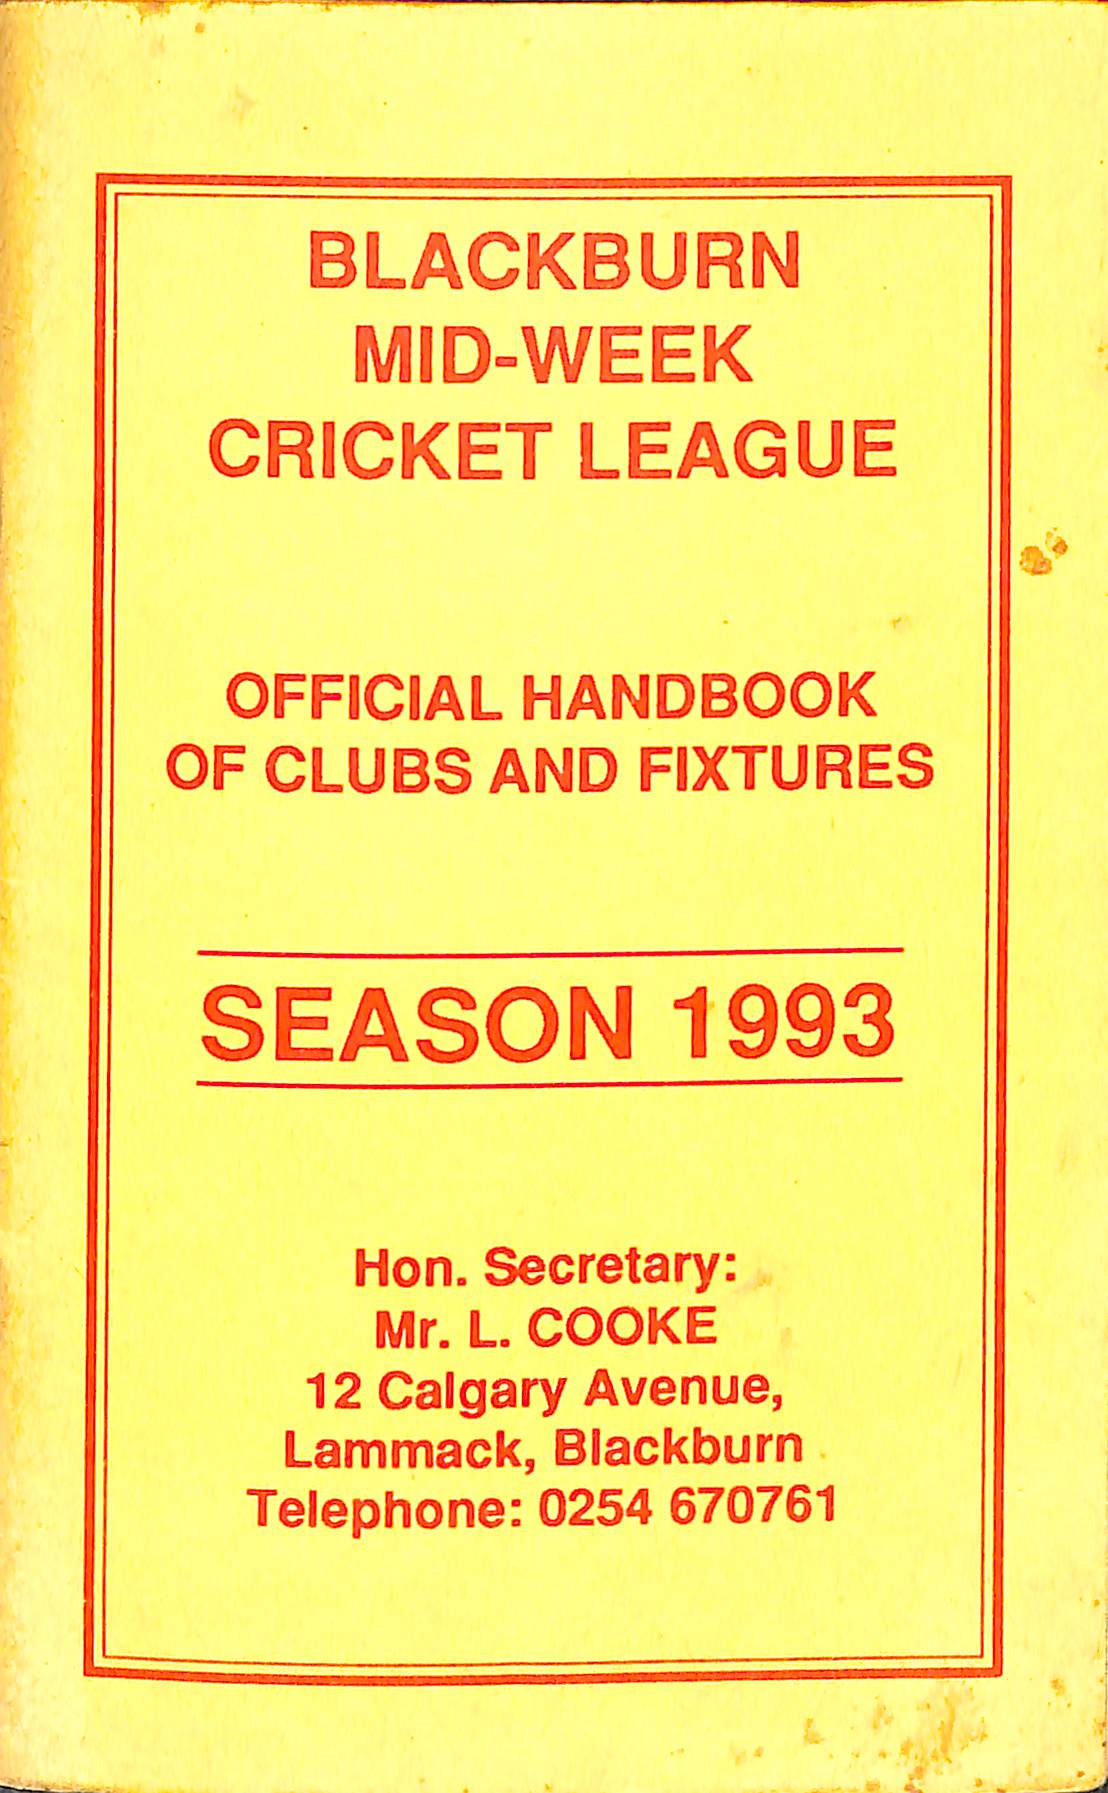 BLACKBURN
MID-WEEK
CRICKET LEAGUE
OFFICIAL HANDBOOK
OF CLUBS AND FIXTURES
SEASON 1993
Hon. Secretary:
Mr. L. COOKE
12 Calgary Avenue,
Lammack, Blackburn
Telephone: 0254 670761